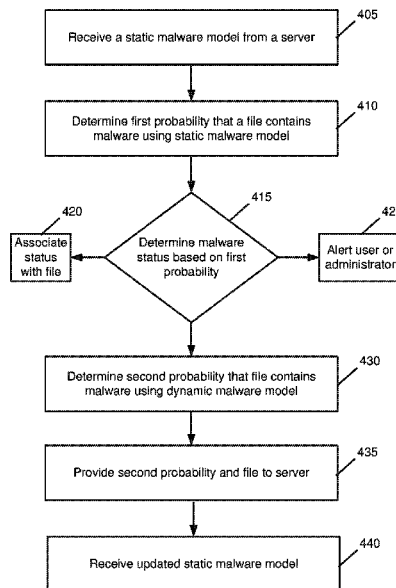 Receive a static malware model from a server
405
Determine first probability that a file contains
malware using static malware model
410
415
Determine malware
status based on first
probability
420
Associate
status
with file
42
Alert user or
administrator
Determine second probability that file contains
malware using dynamic malware model
430
Provide second probability and file to server
435
Receive updated static malware model
440